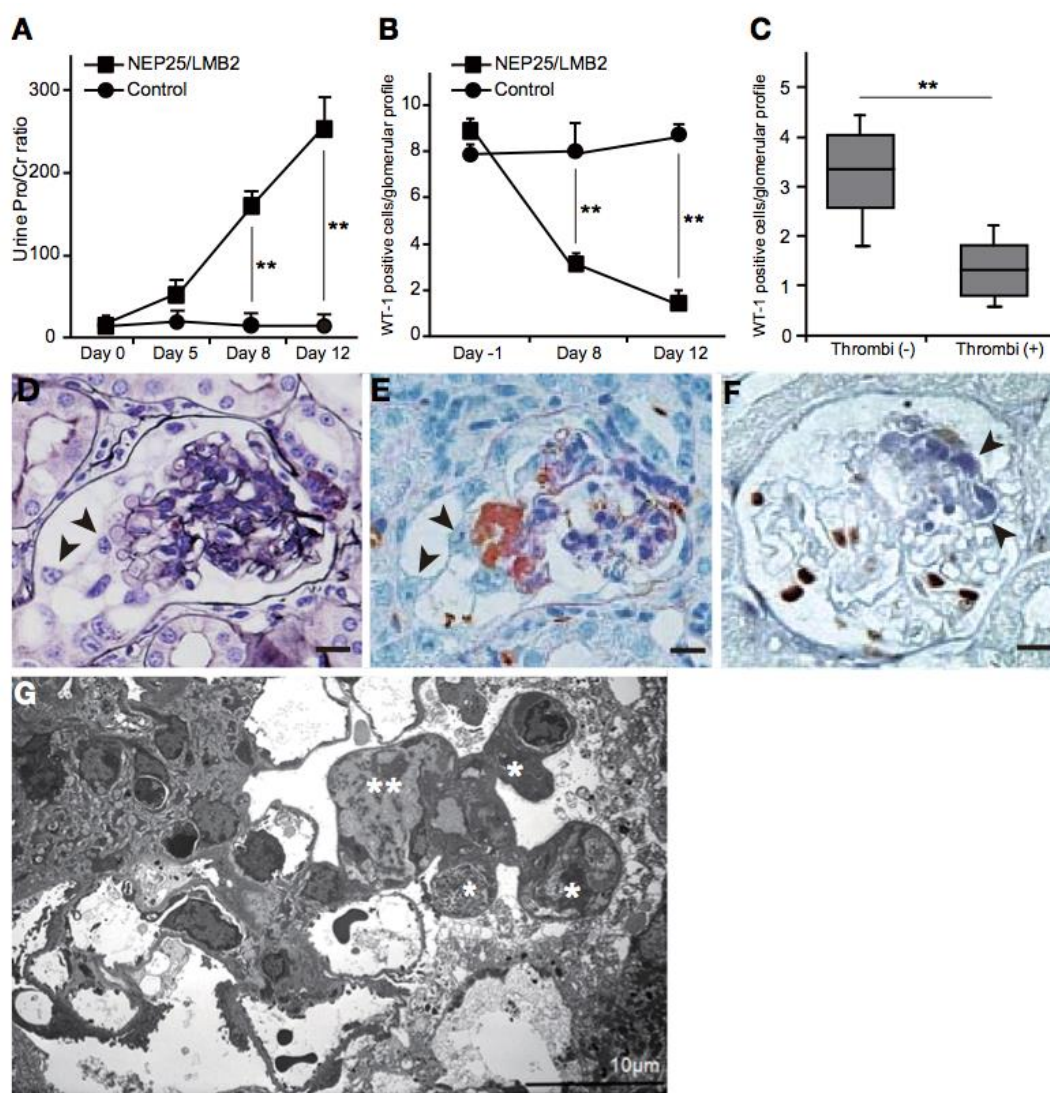 A
NEP25/LMB2
Control
Urine Pro/Cr ratio
300
200
100
0
Day 0 Day 5 Day 8 Day 12
**
**
B
NEP25/LMB2
Control
WT-1 positive cells/glomerular profile
10
8
6
4
2
0
Day -1 Day 8 Day 12
**
**
C
WT-1 positive cells/glomerular profile
5
4
3
2
1
0
**
Thrombi (-) Thrombi (+)
D
E
F
G
**
*
*
*
10μm